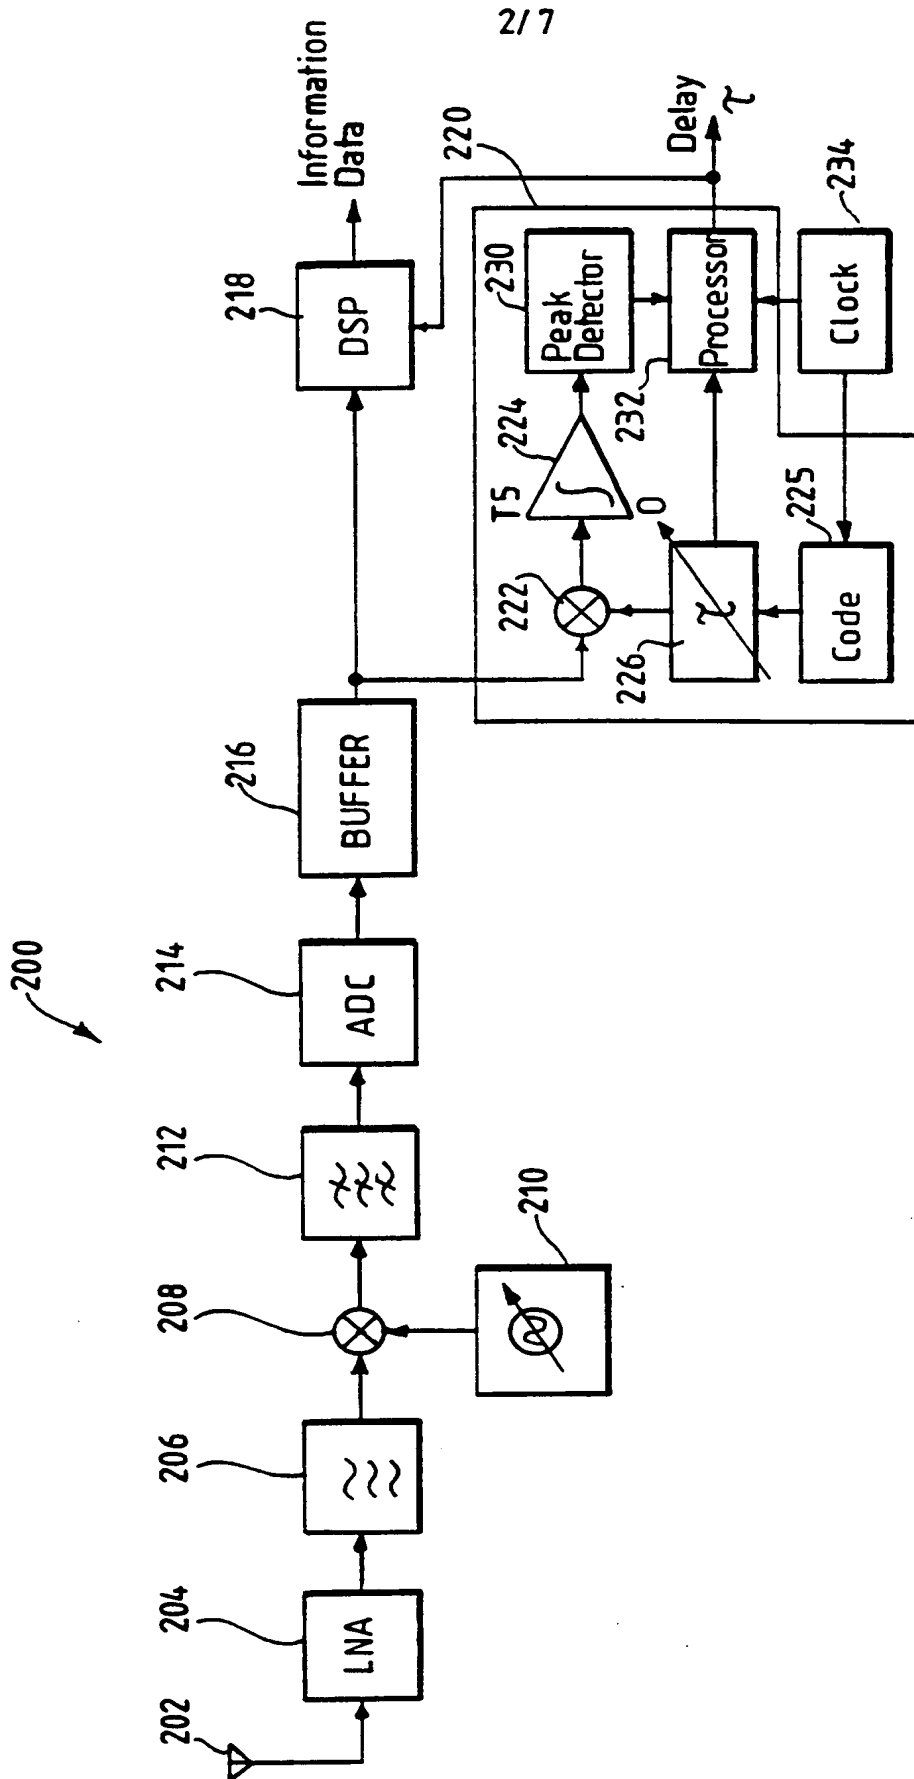 2/7
200
202
204
LNA
206
208
210
212
214
ADC
216
BUFFER
218
DSP
Information
Data
220
222
TS
∫
0
224
230
Peak
Detector
232
Processor
Delay
τ
226
τ
225
Code
234
Clock